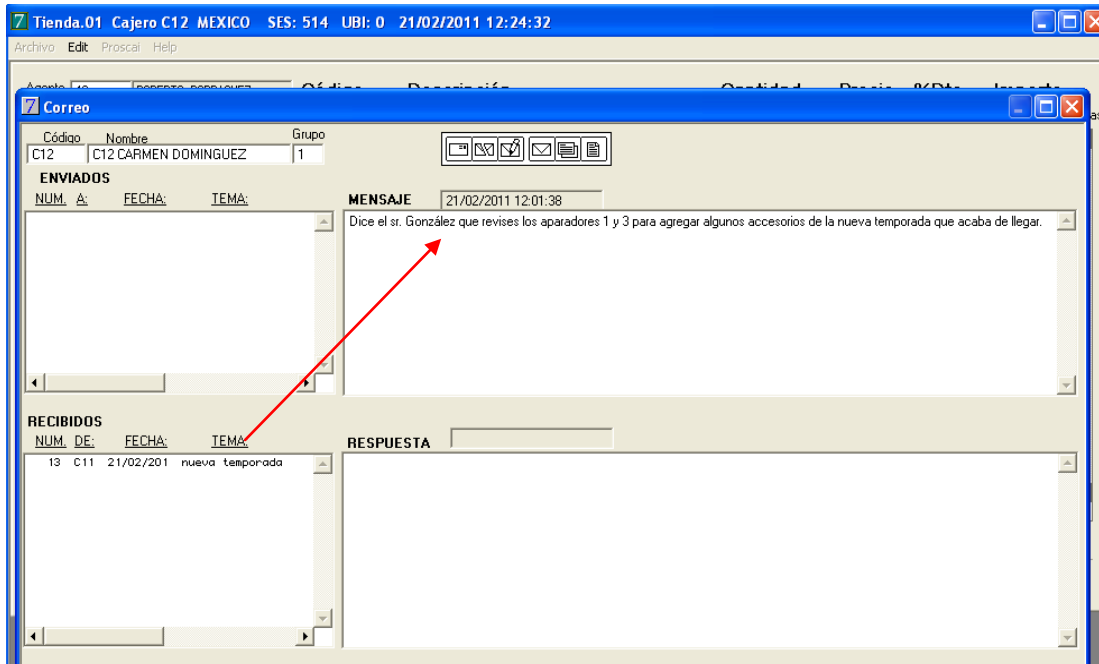 7 Tienda.01 Cajero C12 MEXICO SES: 514 UBI: 0 21/02/2011 12:24:32
Archivo Edit Proscai Help
7 Correo
Código Nombre Grupo
C12 C12 CARMEN DOMINGUEZ 1
ENVIADOS
NUM. A: FECHA: TEMA:
MENSAJE 21/02/2011 12:01:38
Dice el sr. González que revises los aparadores 1 y 3 para agregar algunos accesorios de la nueva temporada que acaba de llegar.
RECIBIDOS
NUM. DE: FECHA: TEMA:
RESPUESTA
13 C11 21/02/201 nueva temporada